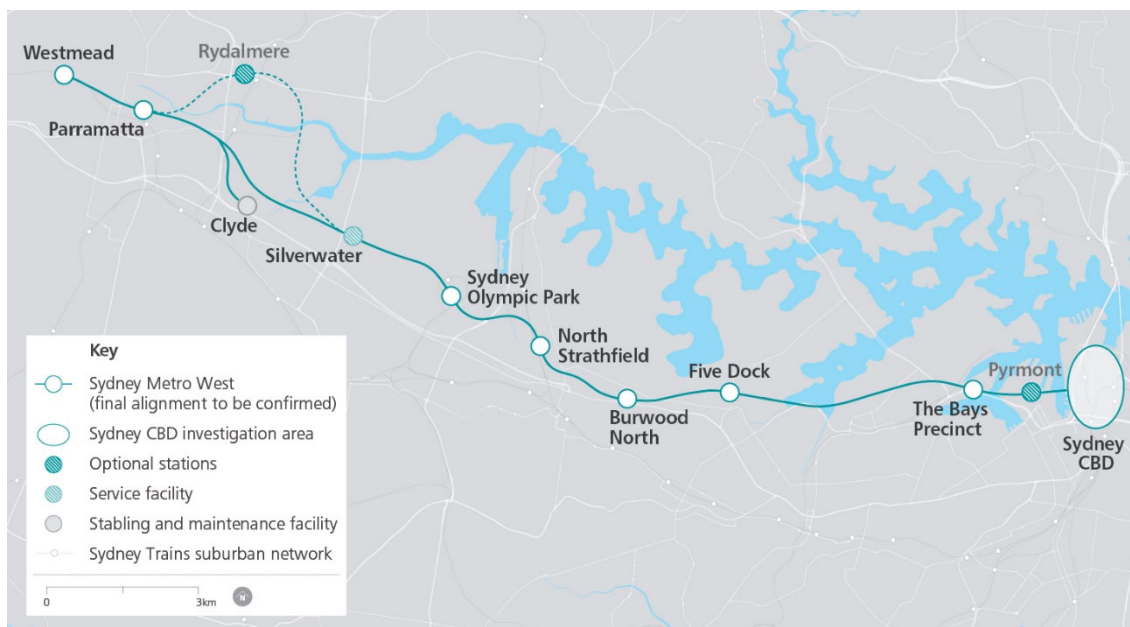 Westmead
Rydalmere
Parramatta
Clyde
Silverwater
Sydney
Olympic Park
North
Strathfield
Five Dock
Pyrmont
Burwood
North
The Bays
Precinct
Sydney
CBD
Key
Sydney Metro West
(final alignment to be confirmed)
Sydney CBD investigation area
Optional stations
Service facility
Stabling and maintenance facility
Sydney Trains suburban network
0
3km
N